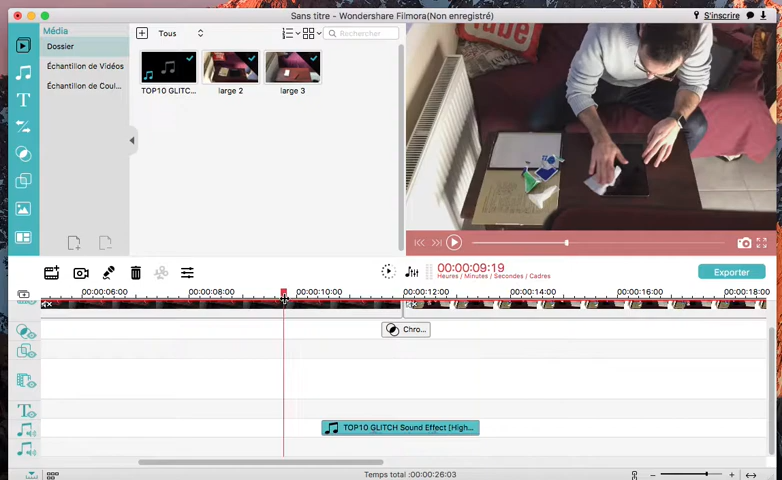 Sans titre - Wondershare Filmora(Non enregistré)
S'inscrire
Média
Dossier
Échantillon de Vidéos
Échantillon de Coul...
Tous
Rechercher
TOP10 GLITC...
large 2
large 3
Tube
00:00:09:19
Heures / Minutes / Secondes / Cadres
Exporter
00:00:06:00
00:00:08:00
00:00:10:00
00:00:12:00
00:00:14:00
00:00:16:00
00:00:18:00
Chro...
TOP10 GLITCH Sound Effect [High...
Temps total :00:00:26:03